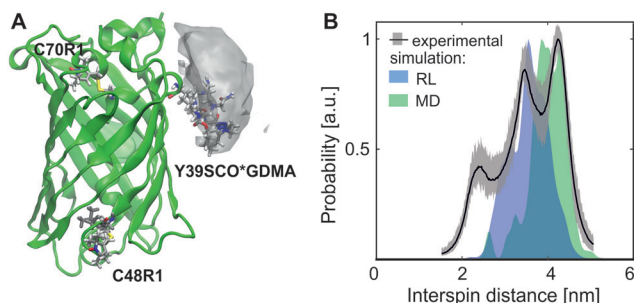 A
C70R1
Y39SCO*GDMA
C48R1
B
experimental
simulation:
RL
MD
Probability [a.u.]
1
0.5
0
2
4
6
Interspin distance [nm]